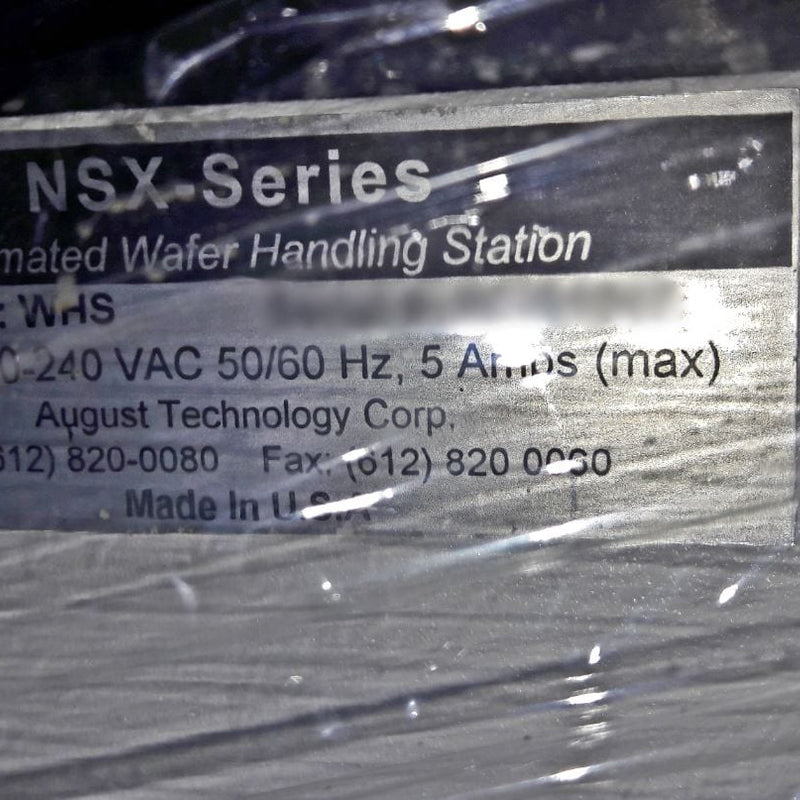 NSX-Series
mated Wafer Handling Station
: WHS
0-240 VAC 50/60 Hz, 5 Amps (max)
August Technology Corp.
612) 820-0080 Fax: (612) 820 0060
Made In U.S.A